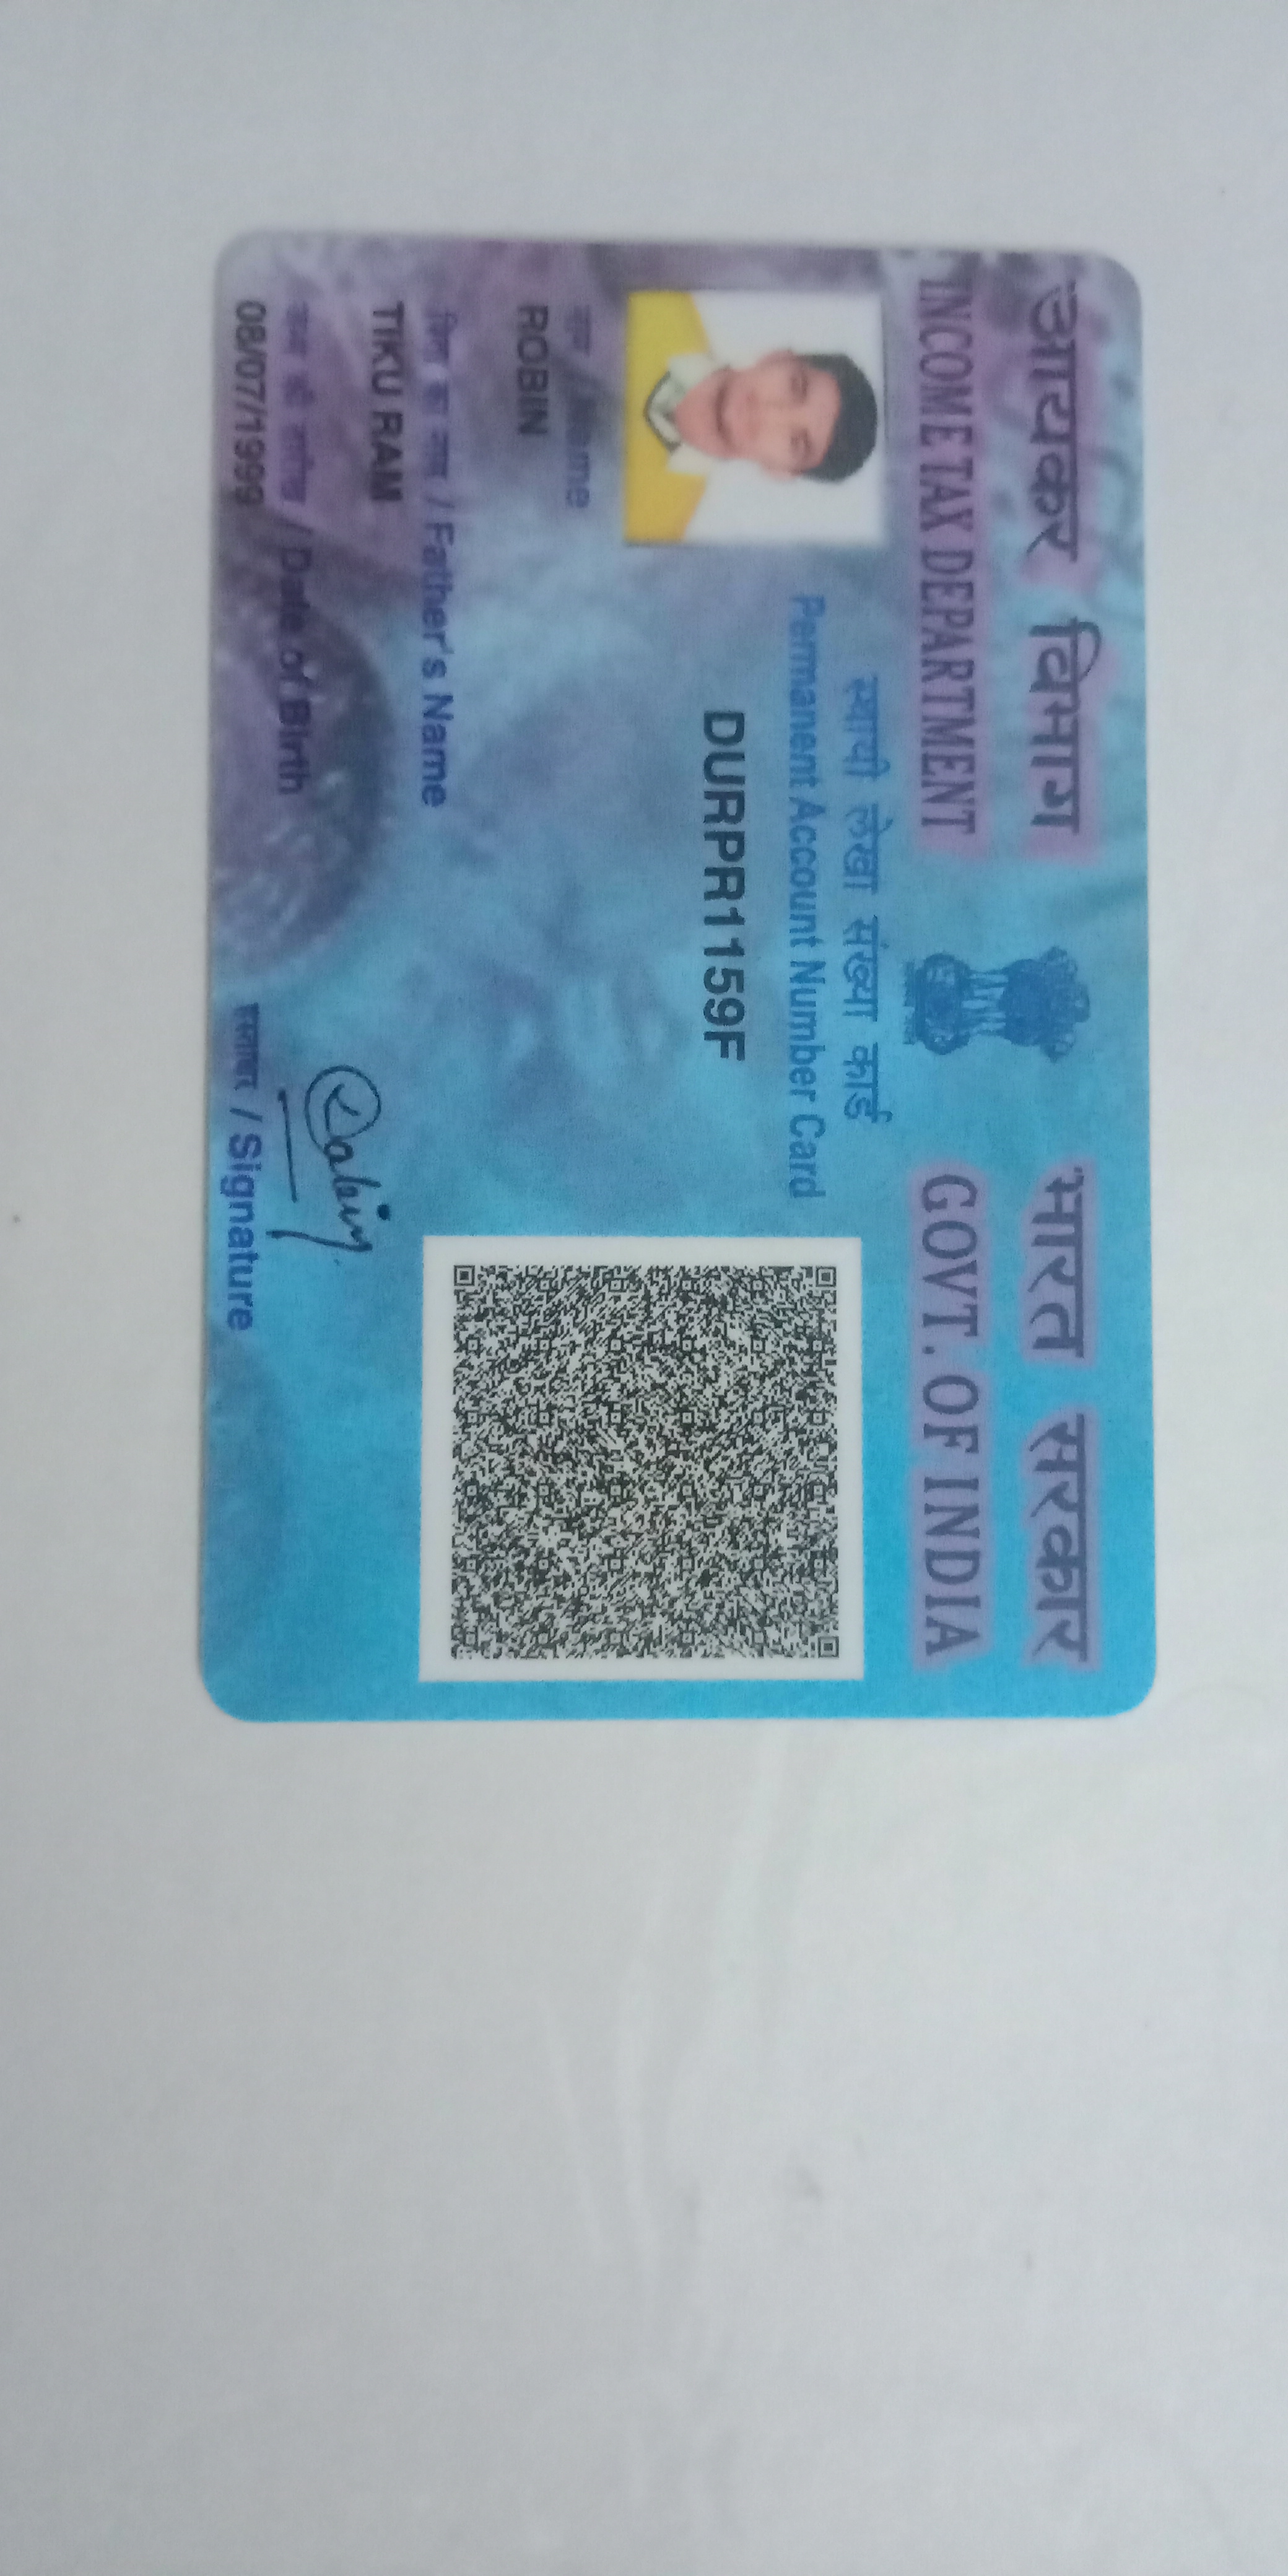 आयकर विभाग
INCOME TAX DEPARTMENT
भारत सरकार
GOVT. OF INDIA
स्थायी लेखा संख्या कार्ड
Permanent Account Number Card
DURPR1159F
नाम / Name
ROBIN
पिता का नाम / Father's Name
TIKU RAM
जन्म की तारीख / Date of Birth
08/07/1999
Robin
हस्ताक्षर / Signature